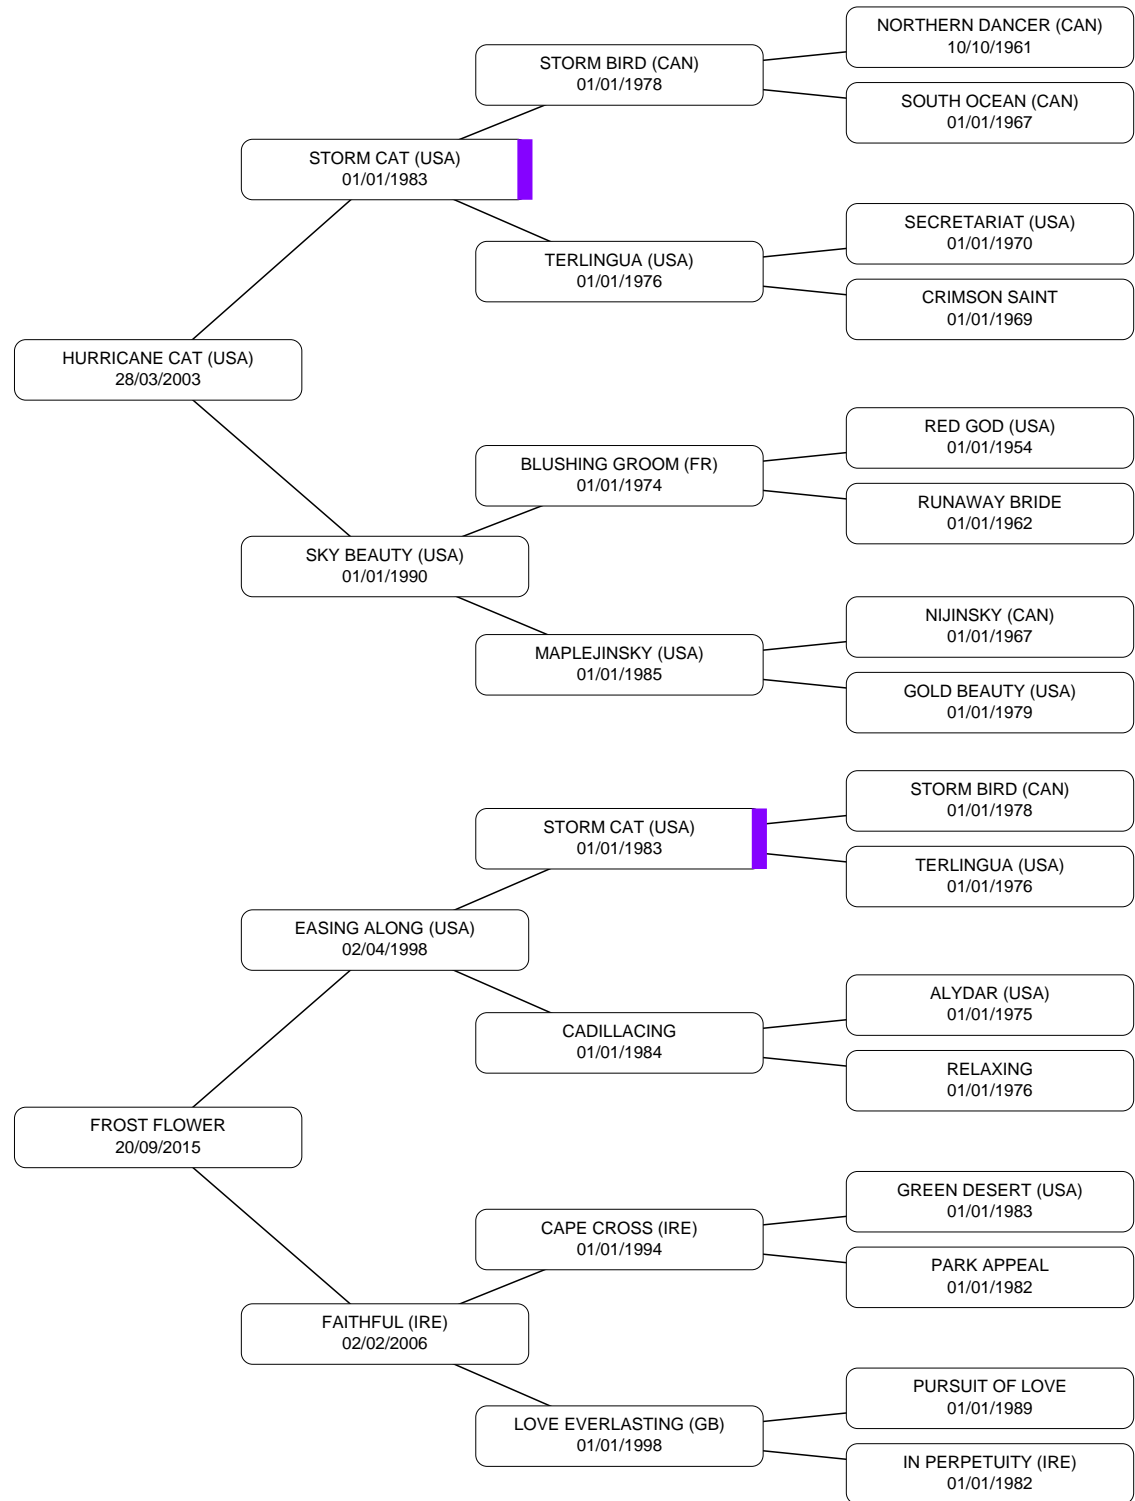 NORTHERN DANCER (CAN)
10/10/1961
STORM BIRD (CAN)
01/01/1978
SOUTH OCEAN (CAN)
01/01/1967
STORM CAT (USA)
01/01/1983
SECRETARIAT (USA)
01/01/1970
TERLINGUA (USA)
01/01/1976
CRIMSON SAINT
01/01/1969
HURRICANE CAT (USA)
28/03/2003
RED GOD (USA)
01/01/1954
BLUSHING GROOM (FR)
01/01/1974
RUNAWAY BRIDE
01/01/1962
SKY BEAUTY (USA)
01/01/1990
NIJINSKY (CAN)
01/01/1967
MAPLEJINSKY (USA)
01/01/1985
GOLD BEAUTY (USA)
01/01/1979
STORM BIRD (CAN)
01/01/1978
STORM CAT (USA)
01/01/1983
TERLINGUA (USA)
01/01/1976
EASING ALONG (USA)
02/04/1998
ALYDAR (USA)
01/01/1975
CADILLACING
01/01/1984
RELAXING
01/01/1976
FROST FLOWER
20/09/2015
GREEN DESERT (USA)
01/01/1983
CAPE CROSS (IRE)
01/01/1994
PARK APPEAL
01/01/1982
FAITHFUL (IRE)
02/02/2006
PURSUIT OF LOVE
01/01/1989
LOVE EVERLASTING (GB)
01/01/1998
IN PERPETUITY (IRE)
01/01/1982